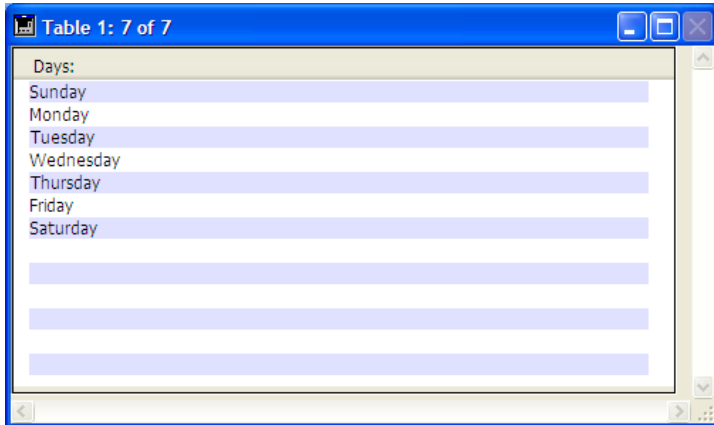 Table 1: 7 of 7
Days:
Sunday
Monday
Tuesday
Wednesday
Thursday
Friday
Saturday